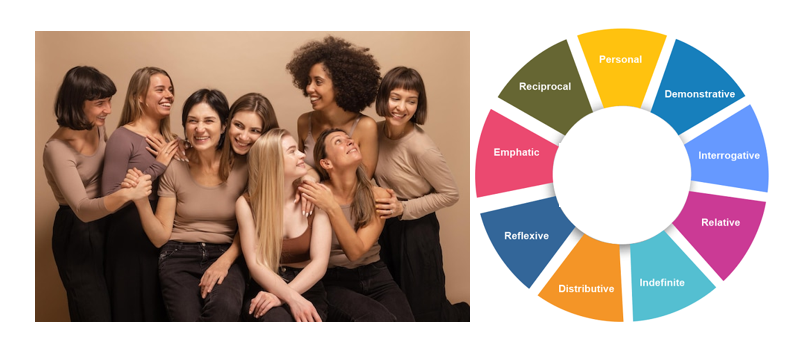 Personal
Demonstrative
Interrogative
Relative
Indefinite
Distributive
Reflexive
Emphatic
Reciprocal